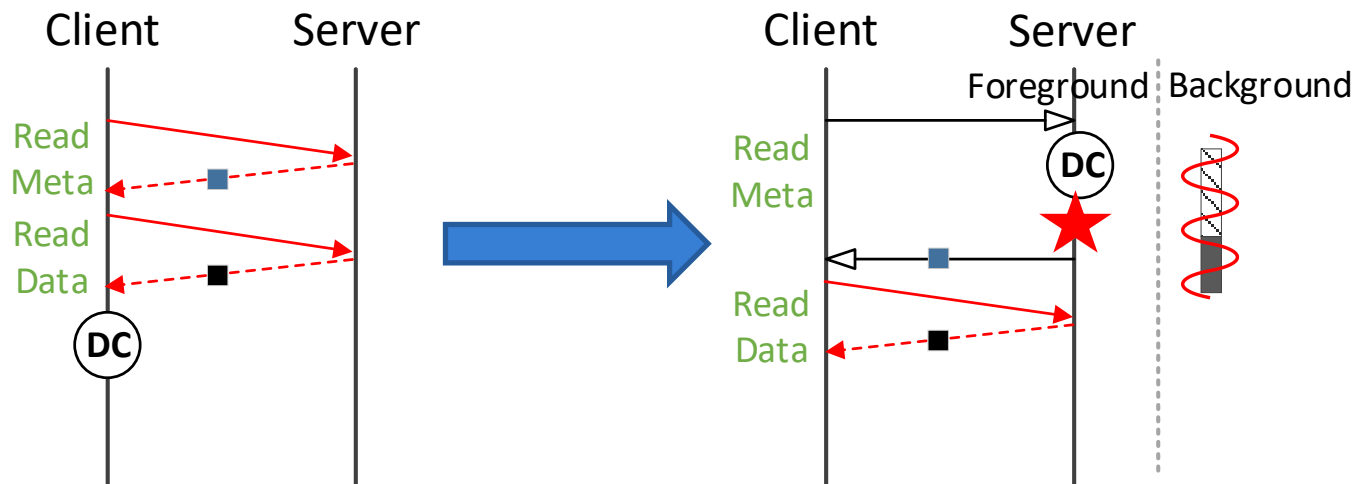 Client Server
Read
Meta
Read
Data
DC
Client Server
Foreground Background
Read
Meta
DC
Read
Data